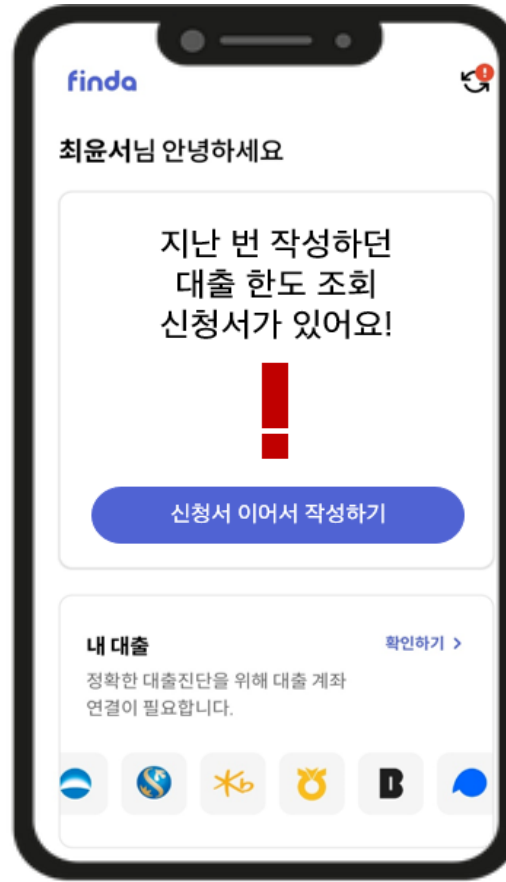 finda
최윤서님 안녕하세요
지난 번 작성하던
대출 한도 조회
신청서가 있어요!
!
신청서 이어서 작성하기
내 대출
확인하기 >
정확한 대출진단을 위해 대출 계좌
연결이 필요합니다.